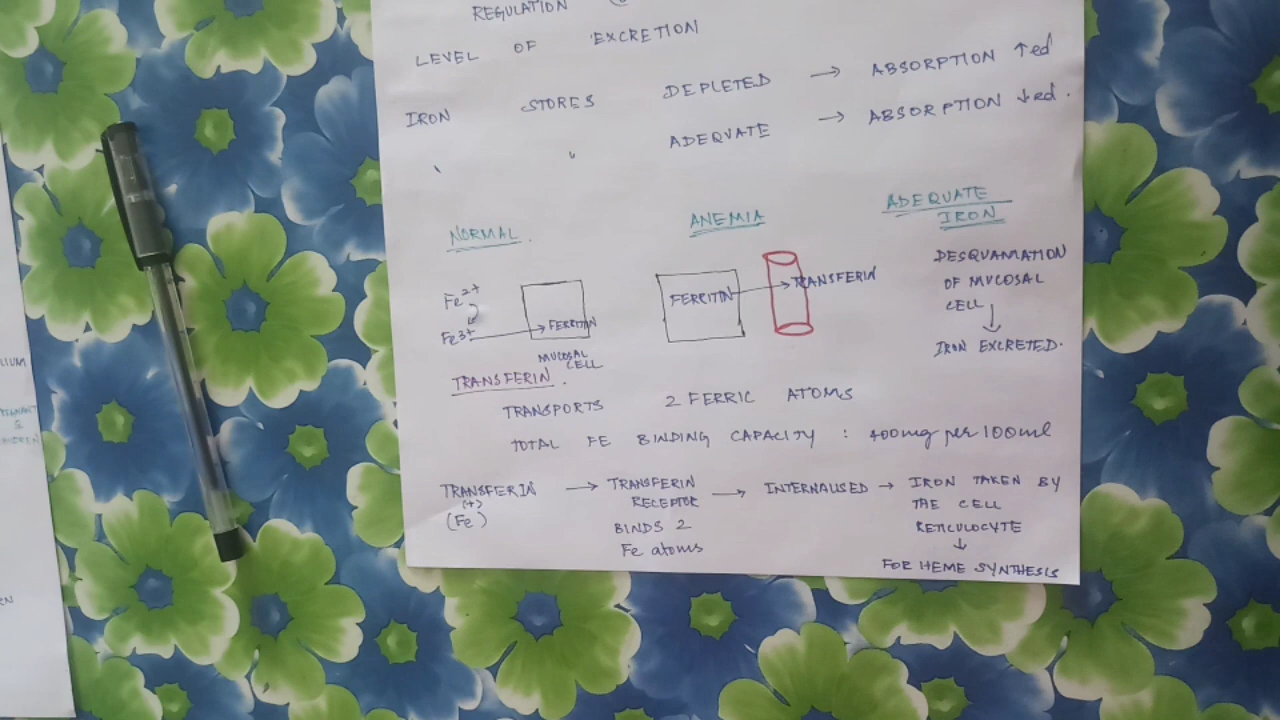 REGULATION
LEVEL OF EXCRETION
IRON STORES DEPLETED → ABSORPTION ↑ed
" " ADEQUATE → ABSORPTION ↓ed.
NORMAL.
Fe2+
Fe3+ → FERRITIN
MUCOSAL
CELL
ANEMIA
FERRITIN → TRANSFERIN
ADEQUATE
IRON
DESQUAMATION
OF MUCOSAL
CELL
↓
IRON EXCRETED.
TRANSFERIN.
TRANSPORTS 2 FERRIC ATOMS
TOTAL FE BINDING CAPACITY : 400mg per 100ml
TRANSFERIN → TRANSFERIN → INTERNALISED → IRON TAKEN BY
(+) RECEPTOR THE CELL
(Fe) BINDS 2 RETICULOCYTE
Fe atoms ↓
FOR HEME SYNTHESIS
LIUM
&
EN